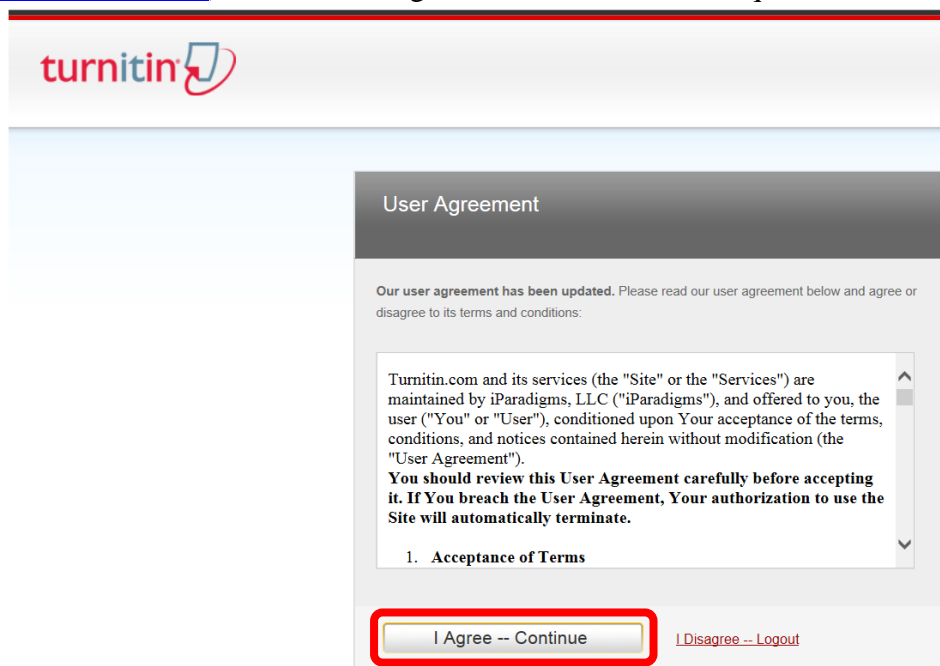 turnitin
User Agreement
Our user agreement has been updated. Please read our user agreement below and agree or
disagree to its terms and conditions:
Turnitin.com and its services (the "Site" or the "Services") are
maintained by iParadigms, LLC ("iParadigms"), and offered to you, the
user ("You" or "User"), conditioned upon Your acceptance of the terms,
conditions, and notices contained herein without modification (the
"User Agreement").
You should review this User Agreement carefully before accepting
it. If You breach the User Agreement, Your authorization to use the
Site will automatically terminate.
1. Acceptance of Terms
I Agree -- Continue
I Disagree -- Logout